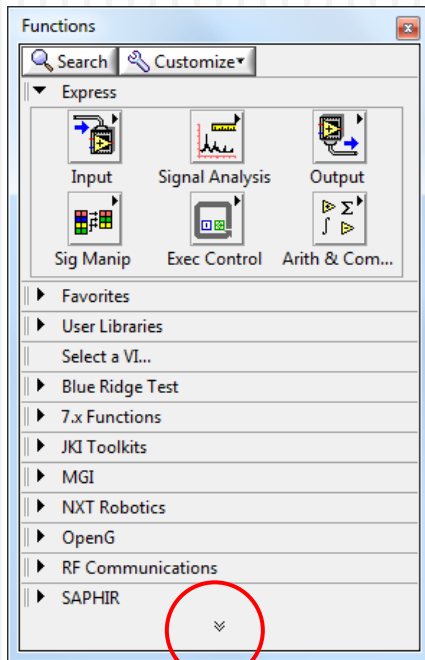 Functions
Search Customize
Express
Input Signal Analysis Output
Sig Manip Exec Control Arith & Com...
Favorites
User Libraries
Select a VI...
Blue Ridge Test
7.x Functions
JKI Toolkits
MGI
NXT Robotics
OpenG
RF Communications
SAPHIR